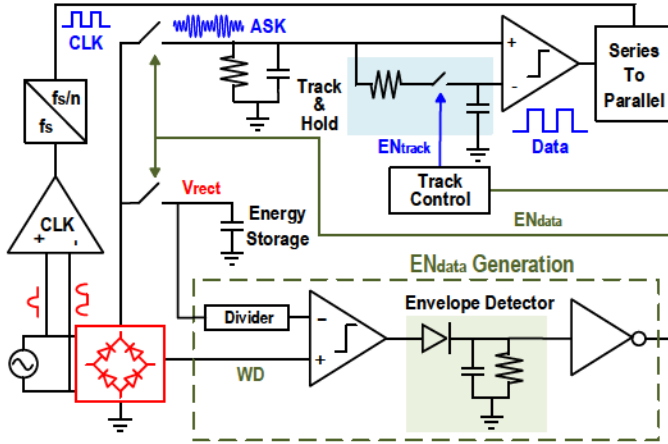 CLK
ASK
fs/n
fs
Track
&
Hold
+
-
Series
To
Parallel
ENtrack
Data
Track
Control
ENdata
CLK
+ -
Vrect
Energy
Storage
ENdata Generation
Envelope Detector
Divider
−
+
WD